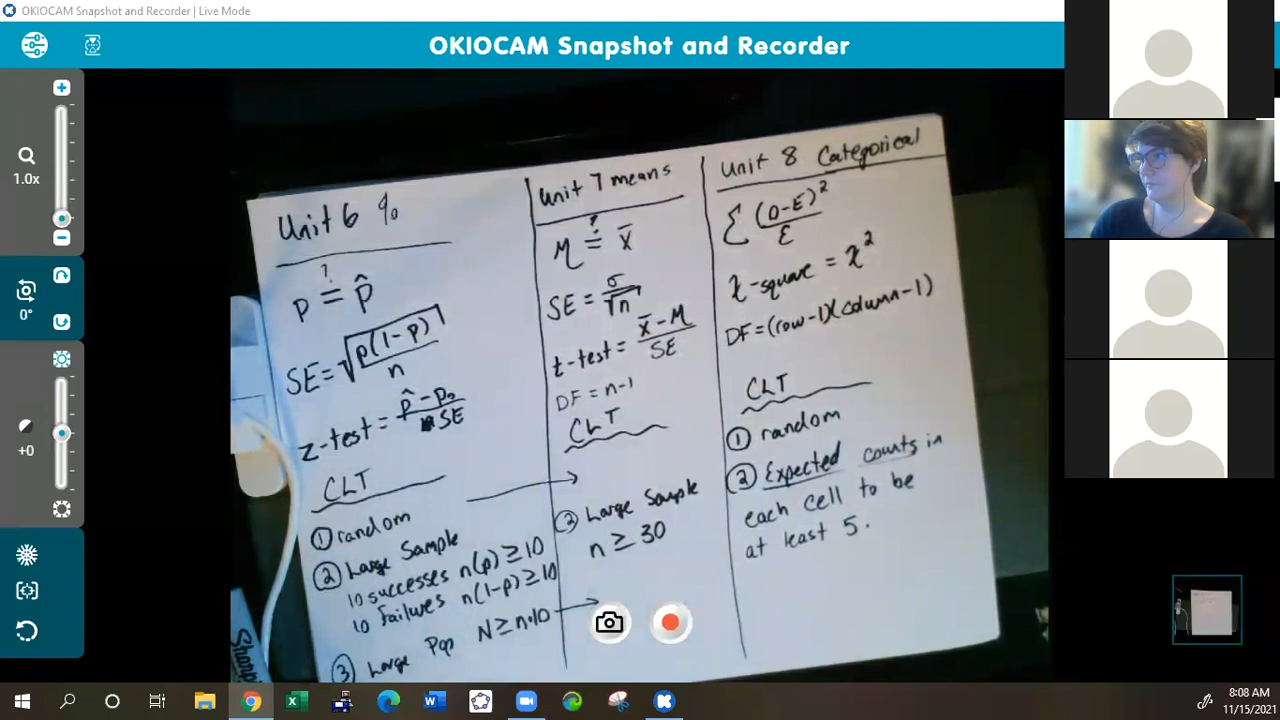 OKIOCAM Snapshot and Recorder | Live Mode
OKIOCAM Snapshot and Recorder
1.0x
0°
+0
Unit 6 %
p ?= p̂
SE = √(p(1-p)/n)
z-test = (p̂ - p₀)/SE
CLT
① random
② Large Sample
10 successes n(p) ≥ 10
10 failures n(1-p) ≥ 10
③ Large Pop N ≥ n·10
Unit 7 means
M ?= x̄
SE = σ/√n
t-test = (x̄ - M)/SE
DF = n-1
CLT
② Large Sample
n ≥ 30
Unit 8 Categorical
Σ (O-E)²/E
χ-square = χ²
DF = (row-1)(column-1)
CLT
① random
② Expected counts in
each cell to be
at least 5.
Sharpie
8:08 AM
11/15/2021